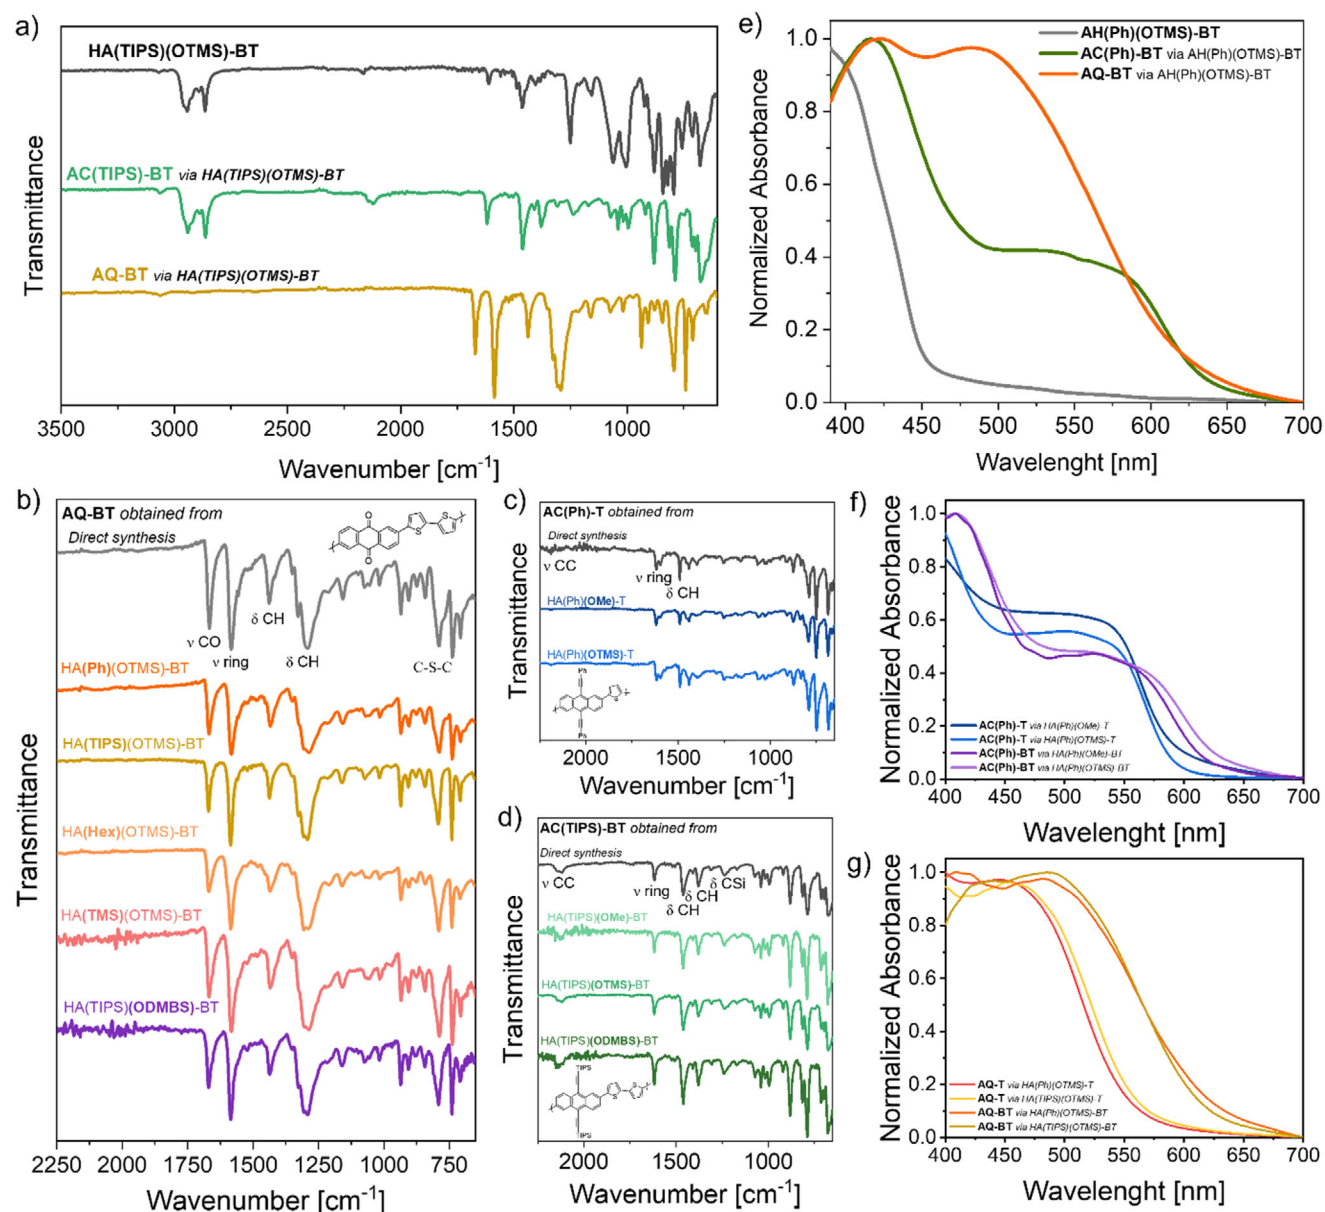 a)
HA(TIPS)(OTMS)-BT
AC(TIPS)-BT via HA(TIPS)(OTMS)-BT
AQ-BT via HA(TIPS)(OTMS)-BT
Transmittance
3500 3000 2500 2000 1500 1000
Wavenumber [cm-1]
e)
AH(Ph)(OTMS)-BT
AC(Ph)-BT via AH(Ph)(OTMS)-BT
AQ-BT via AH(Ph)(OTMS)-BT
Normalized Absorbance
1.0
0.8
0.6
0.4
0.2
0.0
400 450 500 550 600 650 700
Wavelenght [nm]
b)
AQ-BT obtained from
Direct synthesis
O
O
S
S
ν CO
ν ring
δ CH
δ CH
C-S-C
HA(Ph)(OTMS)-BT
HA(TIPS)(OTMS)-BT
HA(Hex)(OTMS)-BT
HA(TMS)(OTMS)-BT
HA(TIPS)(ODMBS)-BT
Transmittance
2250 2000 1750 1500 1250 1000 750
Wavenumber [cm-1]
c)
AC(Ph)-T obtained from
Direct synthesis
ν CC
ν ring
δ CH
HA(Ph)(OMe)-T
HA(Ph)(OTMS)-T
Ph
S
Ph
Transmittance
2000 1500 1000
Wavenumber [cm-1]
d)
AC(TIPS)-BT obtained from
Direct synthesis
ν CC
ν ring
δ CH
δ CH
δ CSi
HA(TIPS)(OMe)-BT
HA(TIPS)(OTMS)-BT
HA(TIPS)(ODMBS)-BT
TIPS
S
S
TIPS
Transmittance
2000 1500 1000
Wavenumber [cm-1]
f)
Normalized Absorbance
1.0
0.8
0.6
0.4
0.2
0.0
AC(Ph)-T via HA(Ph)(OMe)-T
AC(Ph)-T via HA(Ph)(OTMS)-T
AC(Ph)-BT via HA(Ph)(OMe)-BT
AC(Ph)-BT via HA(Ph)(OTMS)-BT
400 450 500 550 600 650 700
Wavelenght [nm]
g)
Normalized Absorbance
1.0
0.8
0.6
0.4
0.2
0.0
AQ-T via HA(Ph)(OTMS)-T
AQ-T via HA(TIPS)(OTMS)-T
AQ-BT via HA(Ph)(OTMS)-BT
AQ-BT via HA(TIPS)(OTMS)-BT
400 450 500 550 600 650 700
Wavelenght [nm]